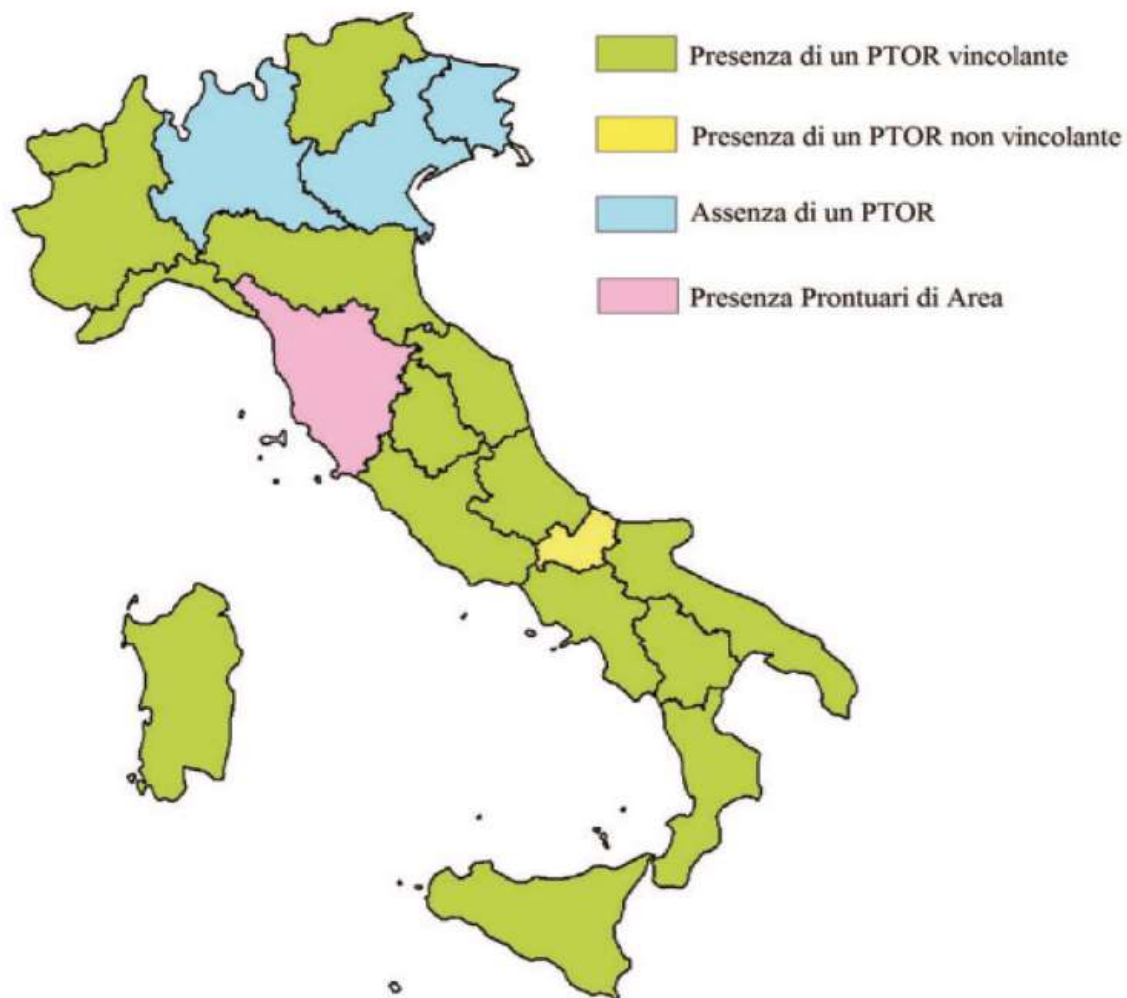 Presenza di un PTOR vincolante
Presenza di un PTOR non vincolante
Assenza di un PTOR
Presenza Prontuari di Area